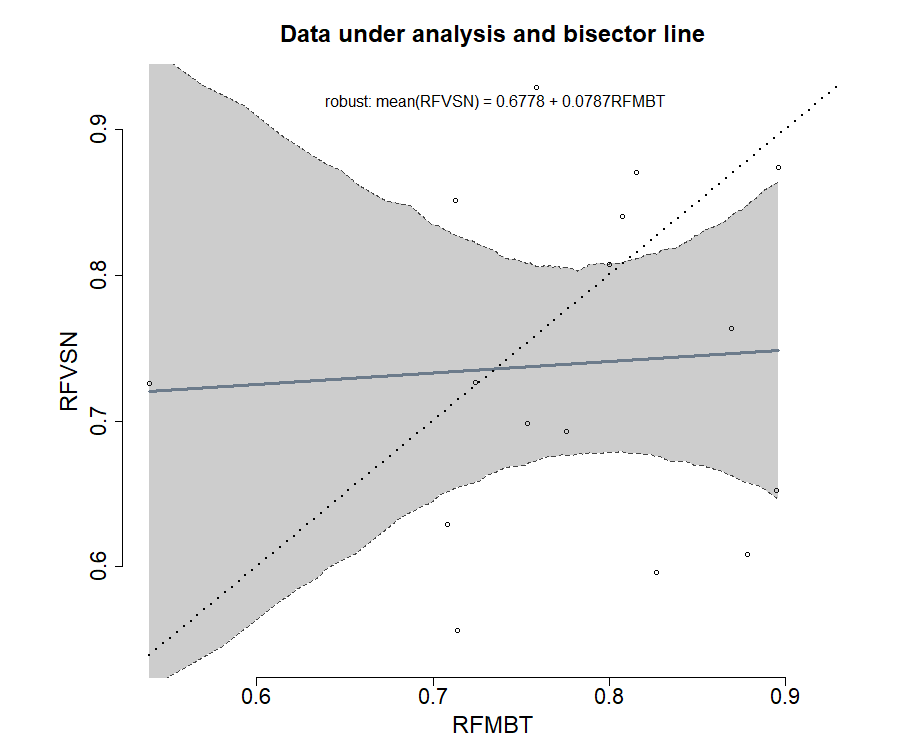 Data under analysis and bisector line
robust: mean(RFVSN) = 0.6778 + 0.0787RFMBT
0.9
0.8
0.7
0.6
RFVSN
0.6 0.7 0.8 0.9
RFMBT